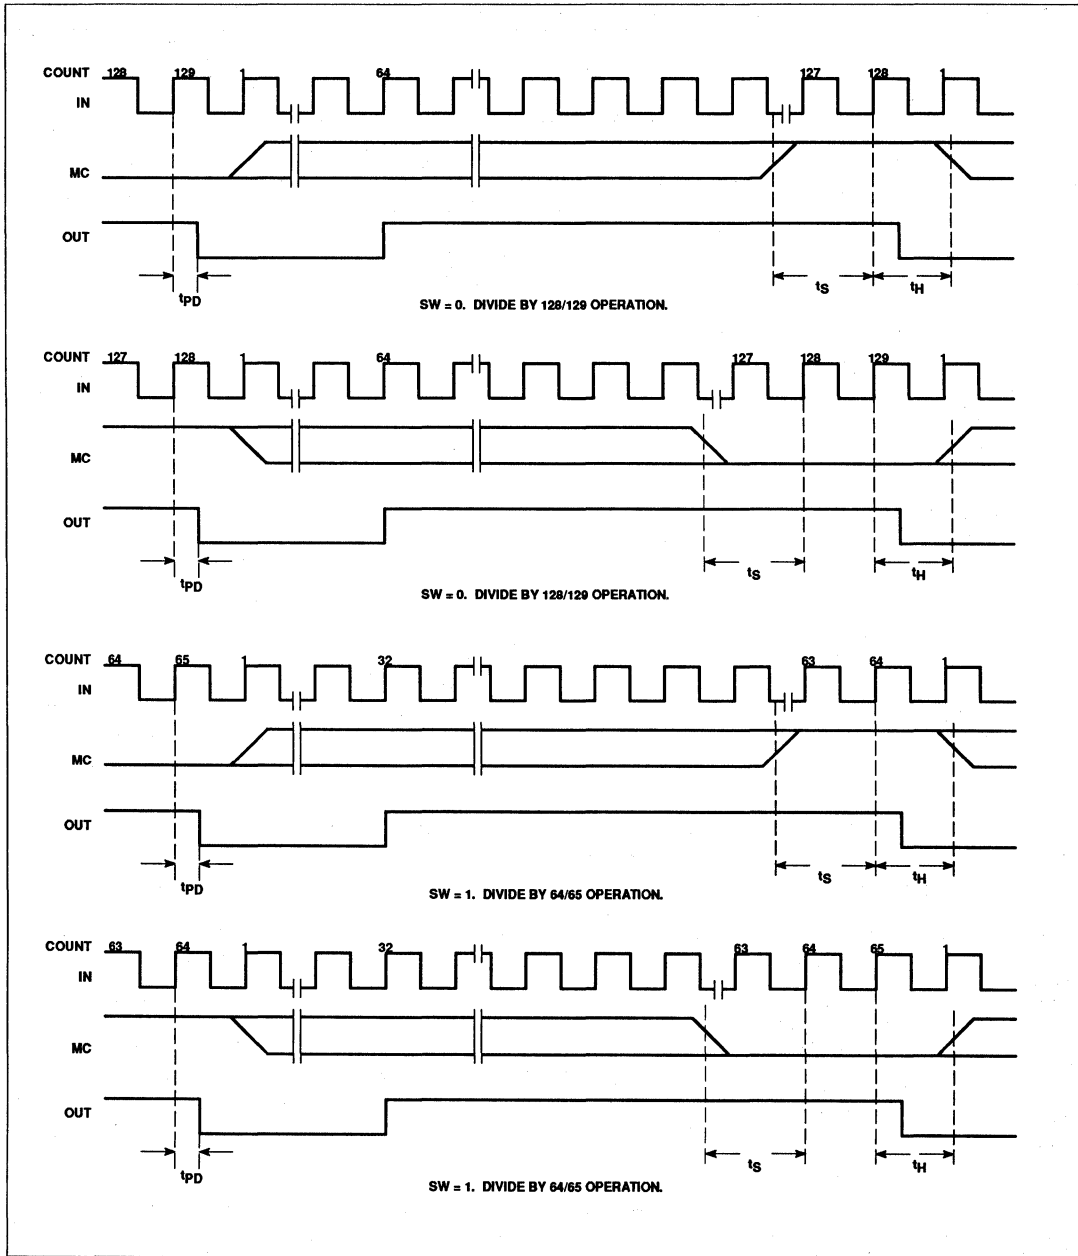 COUNT 128 129 1 64 127 128 1
IN
MC
OUT
tPD tS tH
SW = 0. DIVIDE BY 128/129 OPERATION.
COUNT 127 128 1 64 127 128 129 1
IN
MC
OUT
tPD tS tH
SW = 0. DIVIDE BY 128/129 OPERATION.
COUNT 64 65 1 32 63 64 1
IN
MC
OUT
tPD tS tH
SW = 1. DIVIDE BY 64/65 OPERATION.
COUNT 63 64 1 32 63 64 65 1
IN
MC
OUT
tPD tS tH
SW = 1. DIVIDE BY 64/65 OPERATION.